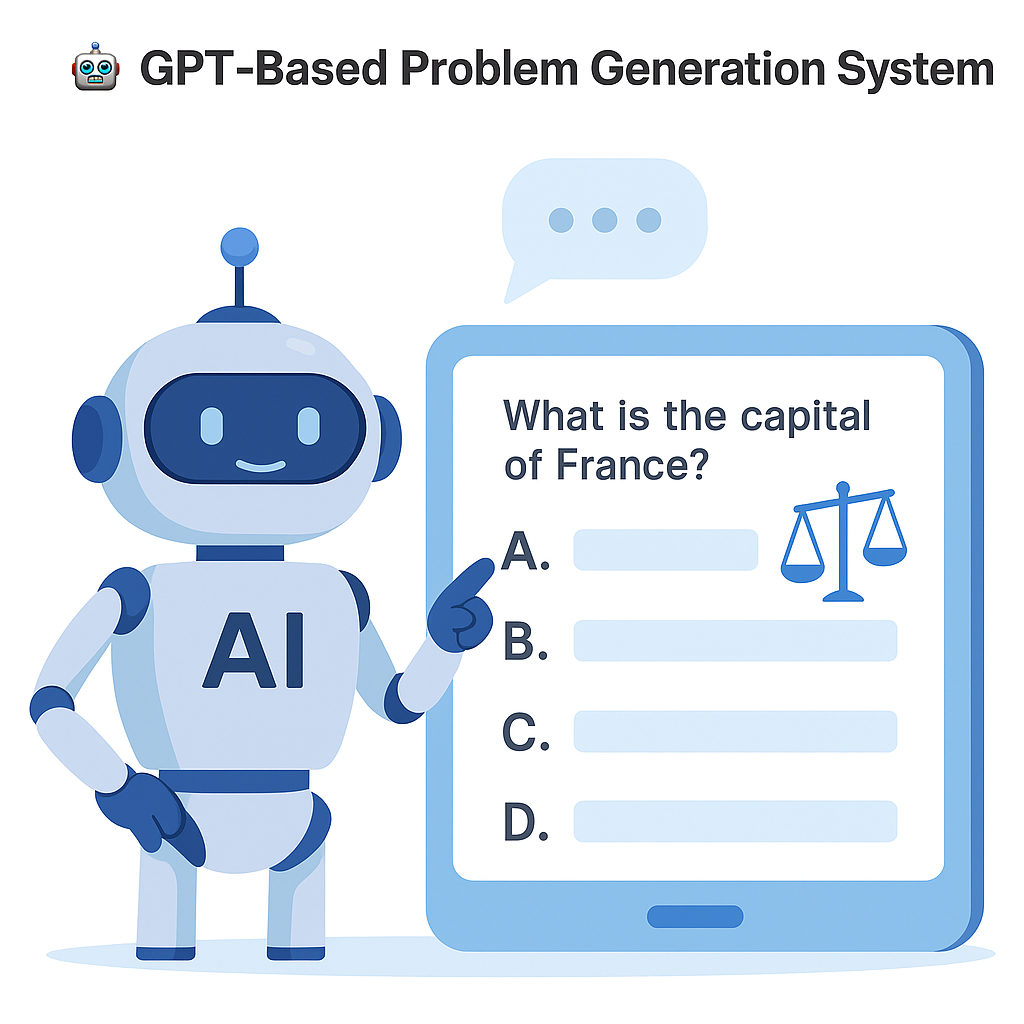 🤖 GPT-Based Problem Generation System
What is the capital
of France?
A.
B.
C.
D.
AI